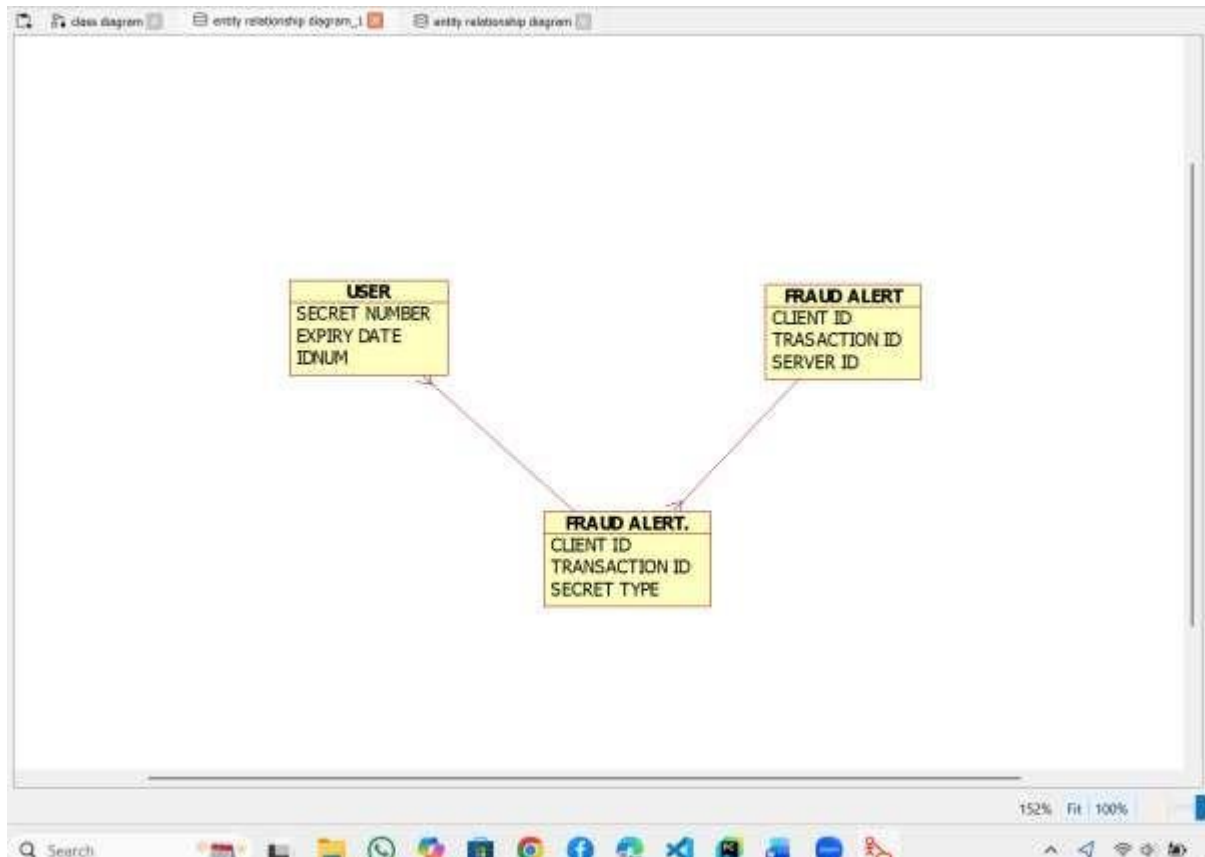 class diagram
entity relationship diagram_1
entity relationship diagram
USER
SECRET NUMBER
EXPIRY DATE
IDNUM
FRAUD ALERT
CLIENT ID
TRASACTION ID
SERVER ID
FRAUD ALERT.
CLIENT ID
TRANSACTION ID
SECRET TYPE
152% Fit 100%
Search